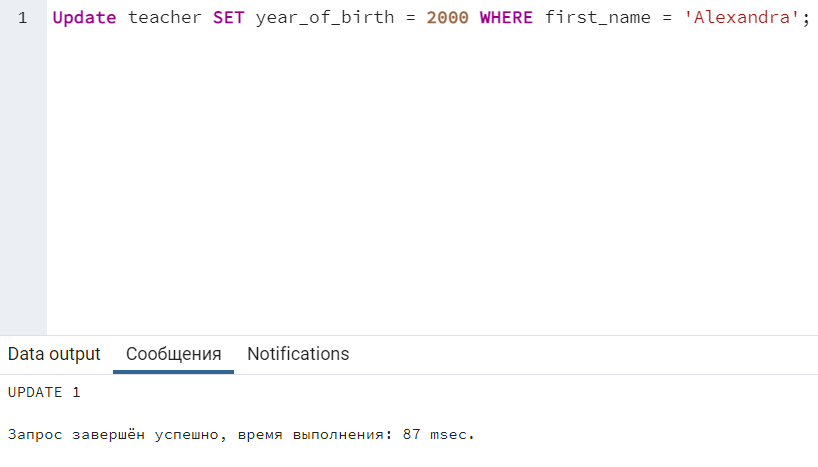 1 Update teacher SET year_of_birth = 2000 WHERE first_name = 'Alexandra';
Data output Сообщения Notifications
UPDATE 1
Запрос завершён успешно, время выполнения: 87 msec.